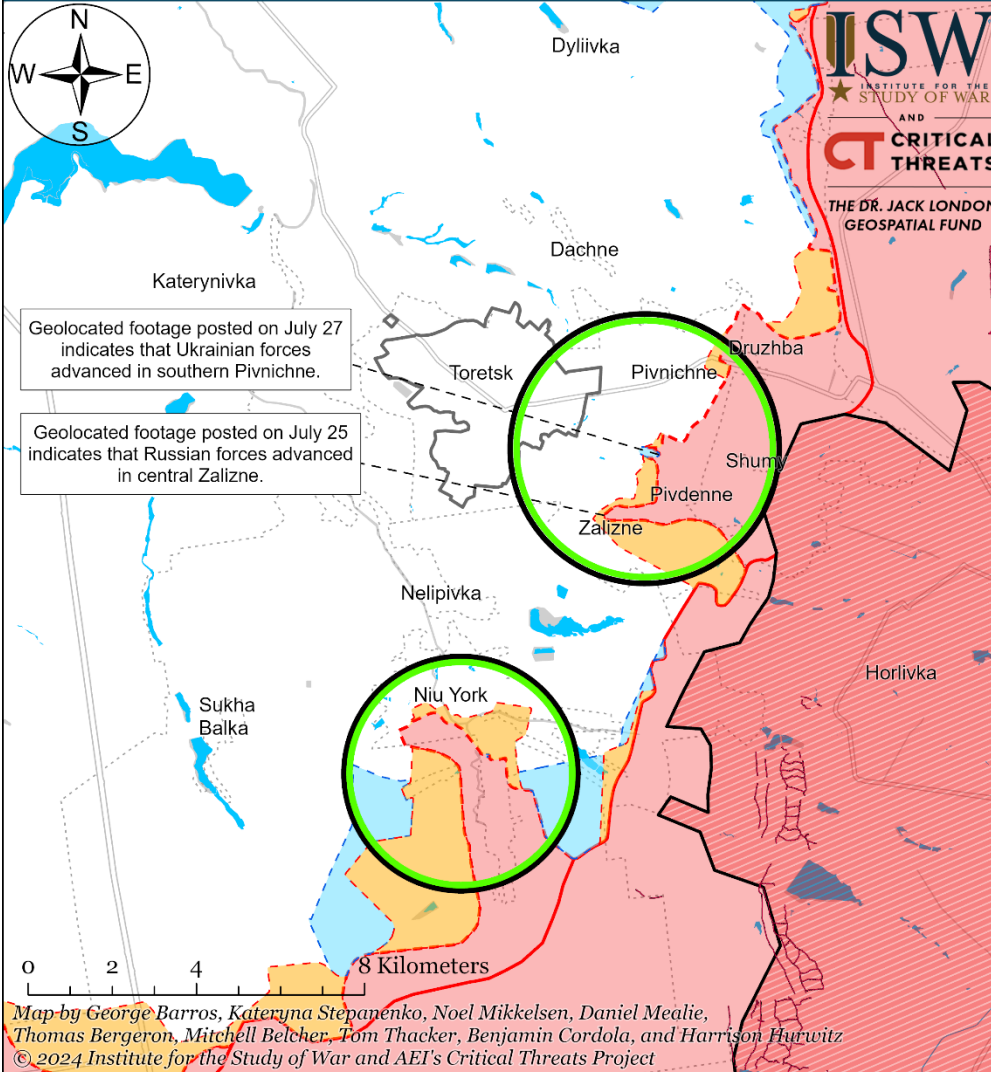 N
W E
S
Dyliivka
ISW
INSTITUTE FOR THE
STUDY OF WAR
AND
CT CRITICAL
THREATS
THE DR. JACK LONDON
GEOSPATIAL FUND
Dachne
Katerynivka
Geolocated footage posted on July 27
indicates that Ukrainian forces
advanced in southern Pivnichne.
Druzhba
Toretsk
Pivnichne
Geolocated footage posted on July 25
indicates that Russian forces advanced
in central Zalizne.
Shumy
Pivdenne
Zalizne
Nelipivka
Horlivka
Niu York
Sukha
Balka
0 2 4 8 Kilometers
Map by George Barros, Kateryna Stepanenko, Noel Mikkelsen, Daniel Mealie,
Thomas Bergeron, Mitchell Belcher, Tom Thacker, Benjamin Cordola, and Harrison Hurwitz
© 2024 Institute for the Study of War and AEI's Critical Threats Project